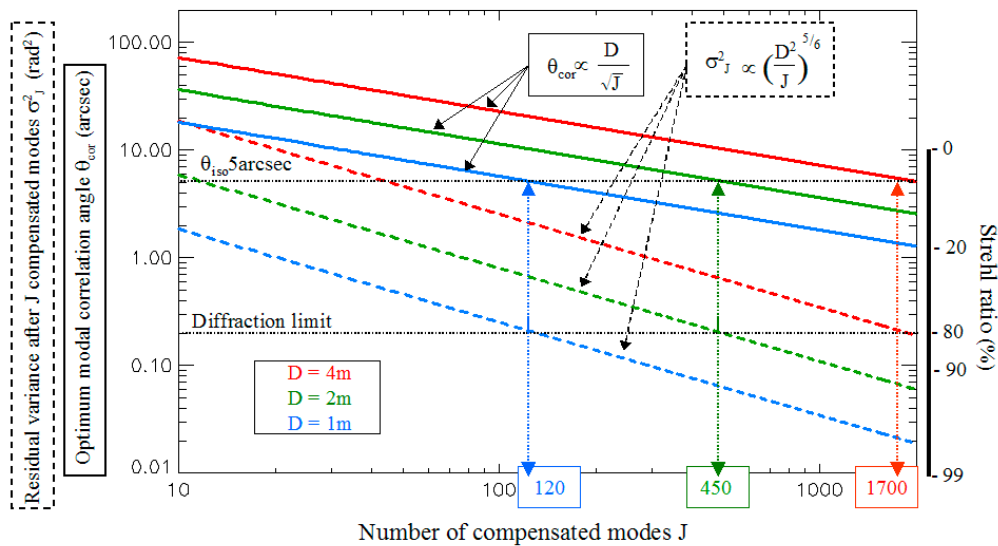 Residual variance after J compensated modes σ²J (rad²)
Optimum modal correlation angle θcor (arcsec)
100.00
10.00
1.00
0.10
0.01
θcor ∝ D/√J
σ²J ∝ (D²/J)^5/6
θiso 5arcsec
Diffraction limit
D = 4m
D = 2m
D = 1m
- 0
- 20
- 80
- 90
- 99
Strehl ratio (%)
10
100
1000
120
450
1700
Number of compensated modes J